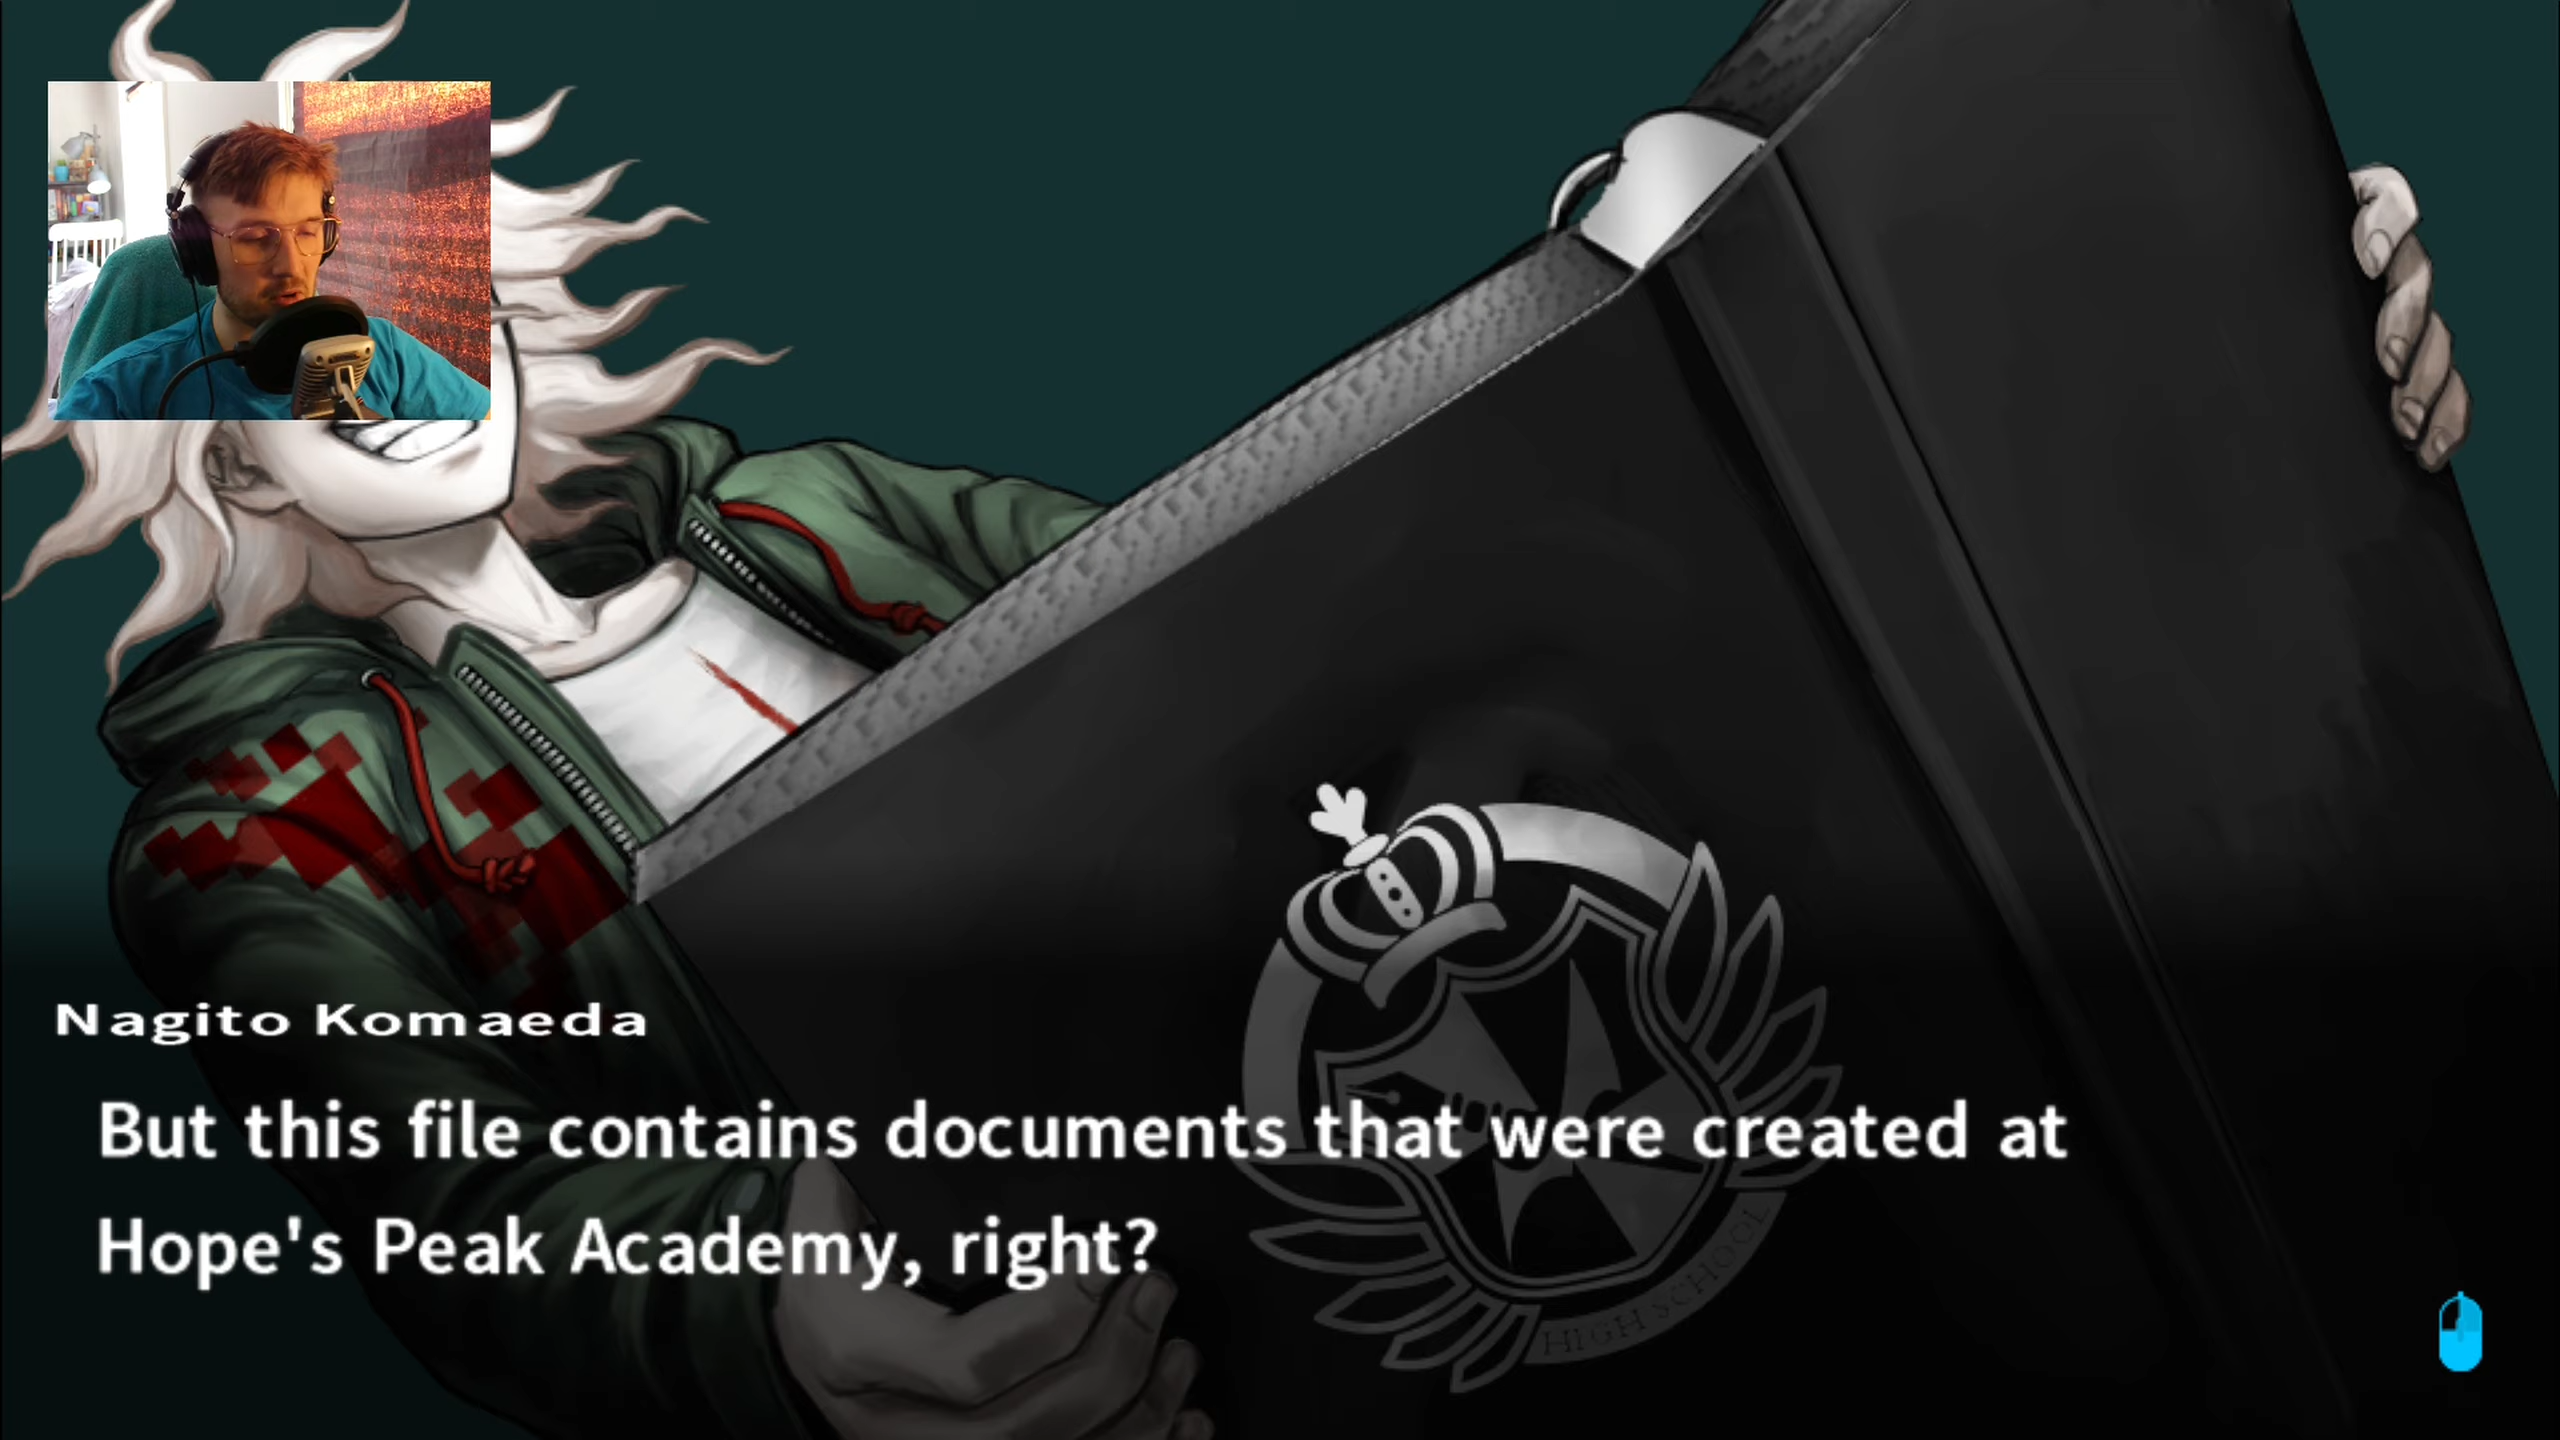 Nagito Komaeda
But this file contains documents that were created at
Hope's Peak Academy, right?
HIGH SCHOOL